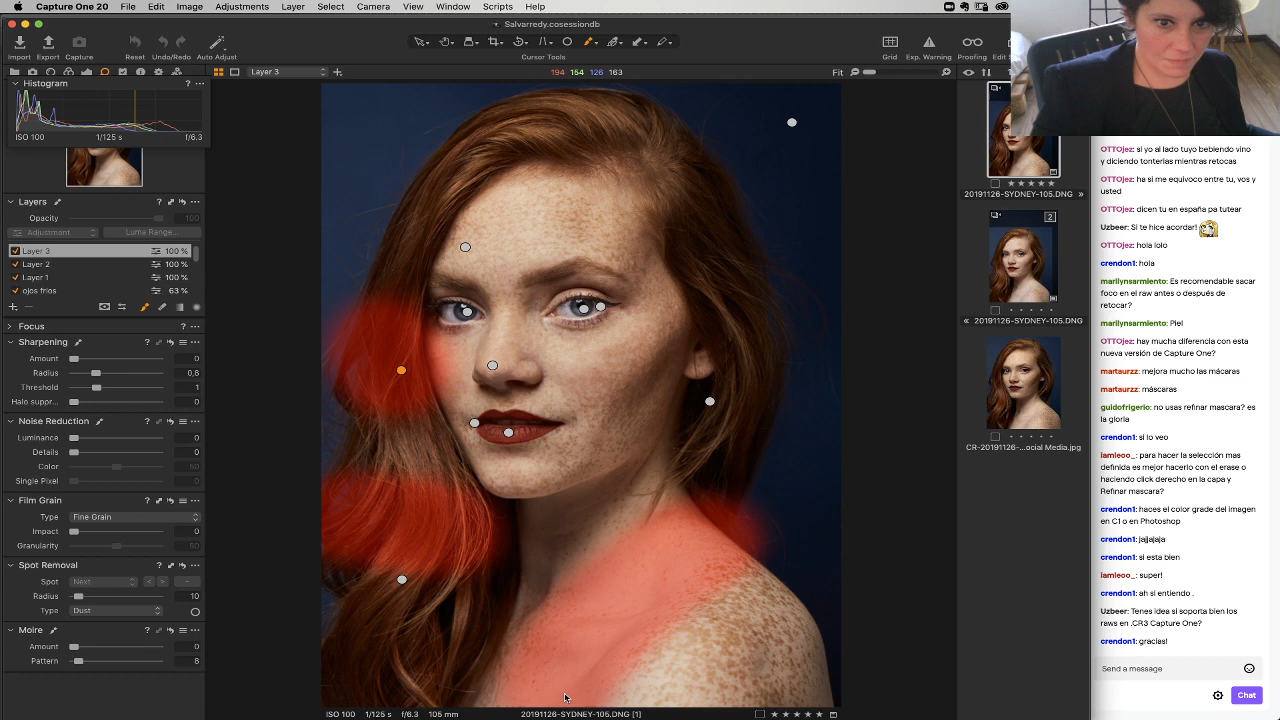 Capture One 20 File Edit Image Adjustments Layer Select Camera View Window Scripts Help
Salvarredy.cosessiondb
Import Export Capture Reset Undo/Redo Auto Adjust Cursor Tools Grid Exp. Warning Proofing Edit S
Layer 3
194 154 126 163
Fit
Histogram
ISO 100 1/125 s f/6.3
Layers
Opacity 100
Adjustment Luma Range...
Layer 3 100 %
Layer 2 100 %
Layer 1 100 %
ojos frios 63 %
Focus
Sharpening
Amount 0
Radius 0,6
Threshold 1
Halo suppr... 0
Noise Reduction
Luminance 0
Details 0
Color 50
Single Pixel 0
Film Grain
Type Fine Grain
Impact 0
Granularity 50
Spot Removal
Spot Next
Radius 10
Type Dust
Moire
Amount 0
Pattern 8
ISO 100 1/125 s f/6.3 105 mm 20191126-SYDNEY-105.DNG [1]
20191126-SYDNEY-105.DNG
2
20191126-SYDNEY-105.DNG
CR-20191126-...ocial Media.jpg
OTTOjez: si yo al lado tuyo bebiendo vino
y diciendo tonterias mientras retocas
OTTOjez: ha si me equivoco entre tu, vos y
usted
OTTOjez: dicen tu en españa pa tutear
Uzbeer: Si te hice acordar!
OTTOjez: hola lolo
crendon1: hola
marilynsarmiento: Es recomendable sacar
foco en el raw antes o después de
retocar?
marilynsarmiento: Piel
OTTOjez: hay mucha diferencia con esta
nueva versión de Capture One?
martaurzz: mejora mucho las mácaras
martaurzz: máscaras
guidofrigerio: no usas refinar mascara? es
la gloria
crendon1: si lo veo
iamleoo_: para hacer la selección mas
definida es mejor hacerlo con el erase o
haciendo click derecho en la capa y
Refinar mascara?
crendon1: haces el color grade del imagen
en C1 o en Photoshop
crendon1: jajjajaja
crendon1: si esta bien
iamleoo_: super!
crendon1: ah si entiendo .
Uzbeer: Tenes idea si soporta bien los
raws en .CR3 Capture One?
crendon1: gracias!
Send a message
Chat